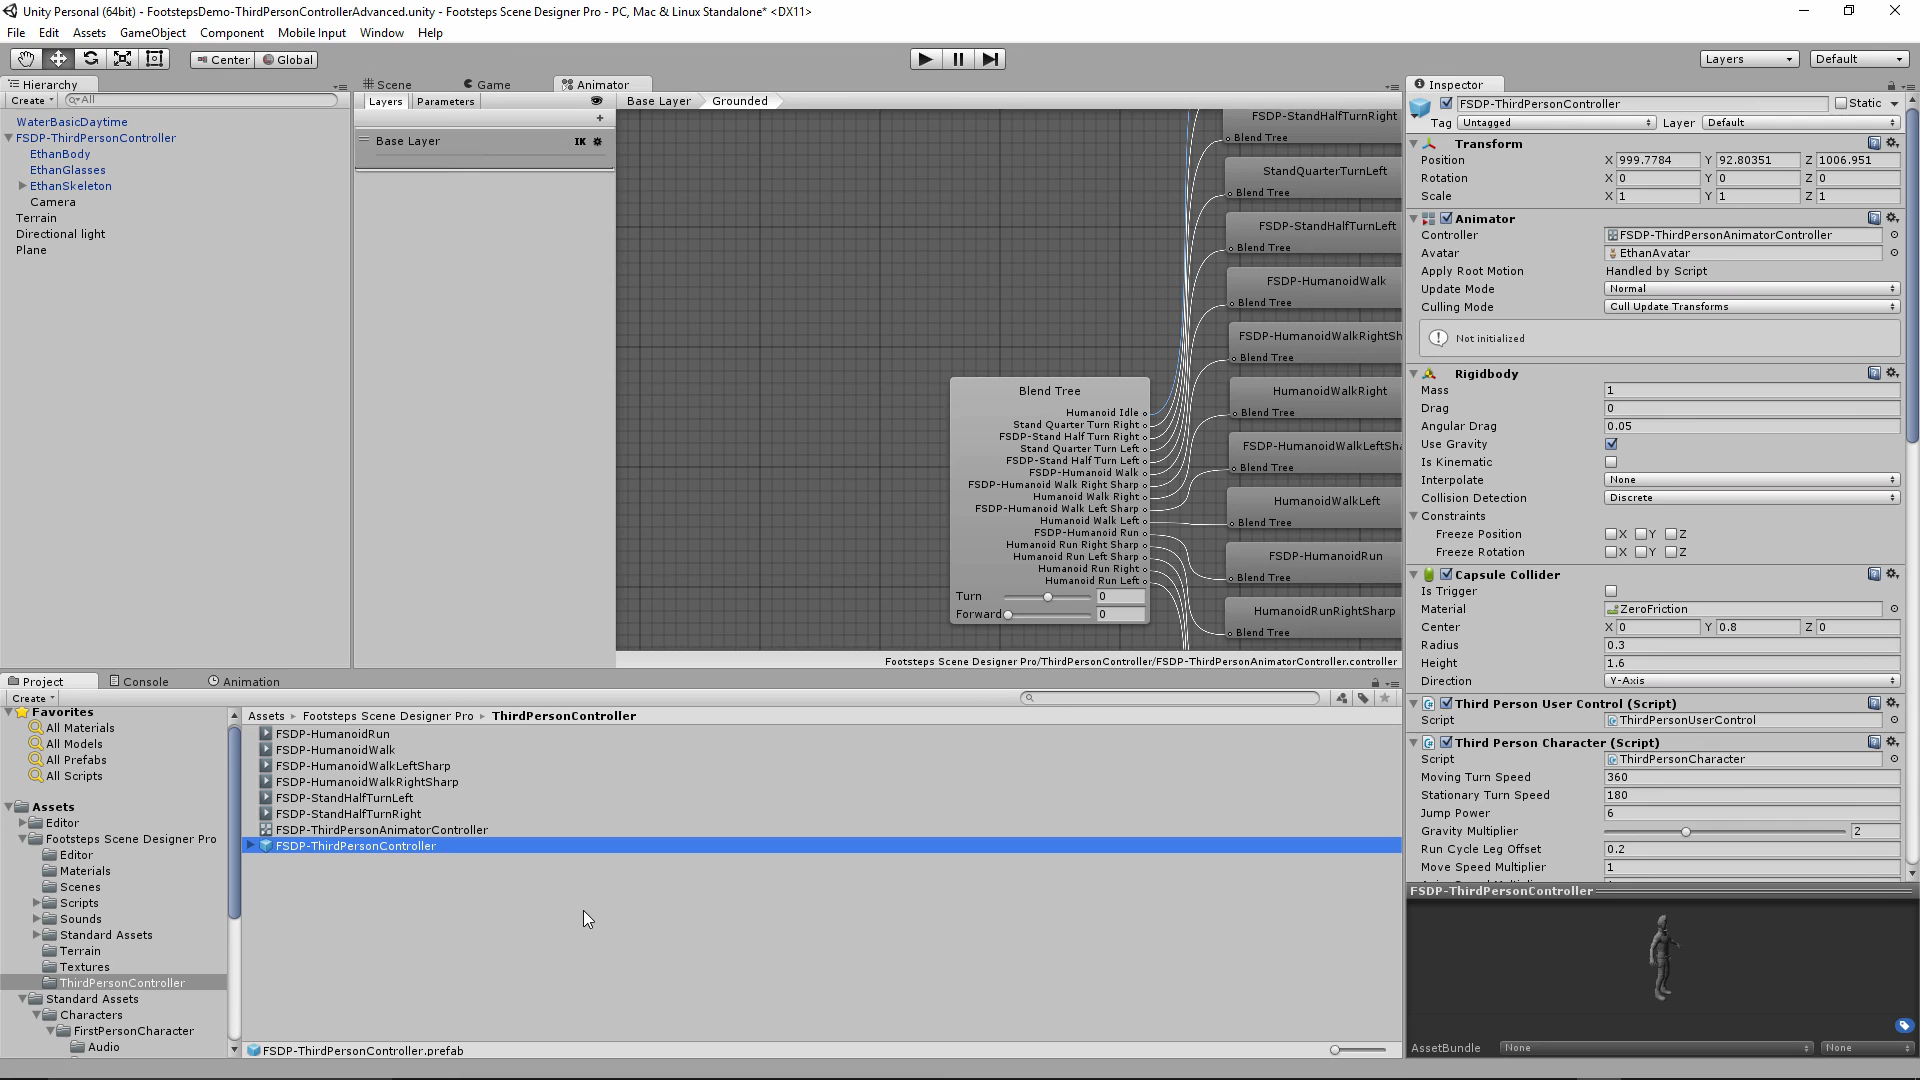 Unity Personal (64bit) - FootstepsDemo-ThirdPersonControllerAdvanced.unity - Footsteps Scene Designer Pro - PC, Mac & Linux Standalone* <DX11>
File Edit Assets GameObject Component Mobile Input Window Help
Center Global Layers Default
Hierarchy
Create All
WaterBasicDaytime
FSDP-ThirdPersonController
EthanBody
EthanGlasses
EthanSkeleton
Camera
Terrain
Directional light
Plane
Scene Game Animator
Layers Parameters Base Layer Grounded
Base Layer IK
FSDP-StandHalfTurnRight
Blend Tree
StandQuarterTurnLeft
Blend Tree
FSDP-StandHalfTurnLeft
Blend Tree
FSDP-HumanoidWalk
Blend Tree
FSDP-HumanoidWalkRightSh
Blend Tree
HumanoidWalkRight
Blend Tree
FSDP-HumanoidWalkLeftSha
Blend Tree
HumanoidWalkLeft
Blend Tree
FSDP-HumanoidRun
Blend Tree
HumanoidRunRightSharp
Blend Tree
Blend Tree
Humanoid Idle
Stand Quarter Turn Right
FSDP-Stand Half Turn Right
Stand Quarter Turn Left
FSDP-Stand Half Turn Left
FSDP-Humanoid Walk
FSDP-Humanoid Walk Right Sharp
Humanoid Walk Right
FSDP-Humanoid Walk Left Sharp
Humanoid Walk Left
FSDP-Humanoid Run
Humanoid Run Right Sharp
Humanoid Run Left Sharp
Humanoid Run Right
Humanoid Run Left
Turn 0
Forward 0
Footsteps Scene Designer Pro/ThirdPersonController/FSDP-ThirdPersonAnimatorController.controller
Inspector
FSDP-ThirdPersonController Static
Tag Untagged Layer Default
Transform
Position X 999.7784 Y 92.80351 Z 1006.951
Rotation X 0 Y 0 Z 0
Scale X 1 Y 1 Z 1
Animator
Controller FSDP-ThirdPersonAnimatorController
Avatar EthanAvatar
Apply Root Motion Handled by Script
Update Mode Normal
Culling Mode Cull Update Transforms
Not initialized
Rigidbody
Mass 1
Drag 0
Angular Drag 0.05
Use Gravity
Is Kinematic
Interpolate None
Collision Detection Discrete
Constraints
Freeze Position X Y Z
Freeze Rotation X Y Z
Capsule Collider
Is Trigger
Material ZeroFriction
Center X 0 Y 0.8 Z 0
Radius 0.3
Height 1.6
Direction Y-Axis
Third Person User Control (Script)
Script ThirdPersonUserControl
Third Person Character (Script)
Script ThirdPersonCharacter
Moving Turn Speed 360
Stationary Turn Speed 180
Jump Power 6
Gravity Multiplier 2
Run Cycle Leg Offset 0.2
Move Speed Multiplier 1
FSDP-ThirdPersonController
AssetBundle None None
Project Console Animation
Create
Favorites
All Materials
All Models
All Prefabs
All Scripts
Assets
Editor
Footsteps Scene Designer Pro
Editor
Materials
Scenes
Scripts
Sounds
Standard Assets
Terrain
Textures
ThirdPersonController
Standard Assets
Characters
FirstPersonCharacter
Audio
Assets Footsteps Scene Designer Pro ThirdPersonController
FSDP-HumanoidRun
FSDP-HumanoidWalk
FSDP-HumanoidWalkLeftSharp
FSDP-HumanoidWalkRightSharp
FSDP-StandHalfTurnLeft
FSDP-StandHalfTurnRight
FSDP-ThirdPersonAnimatorController
FSDP-ThirdPersonController
FSDP-ThirdPersonController.prefab